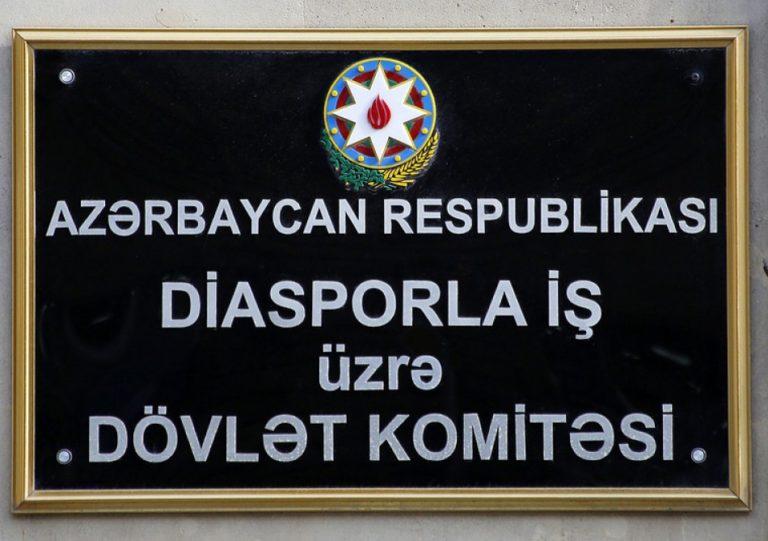 AZƏRBAYCAN RESPUBLİKASI
DİASPORLA İŞ
üzrə
DÖVLƏT KOMİTƏSİ